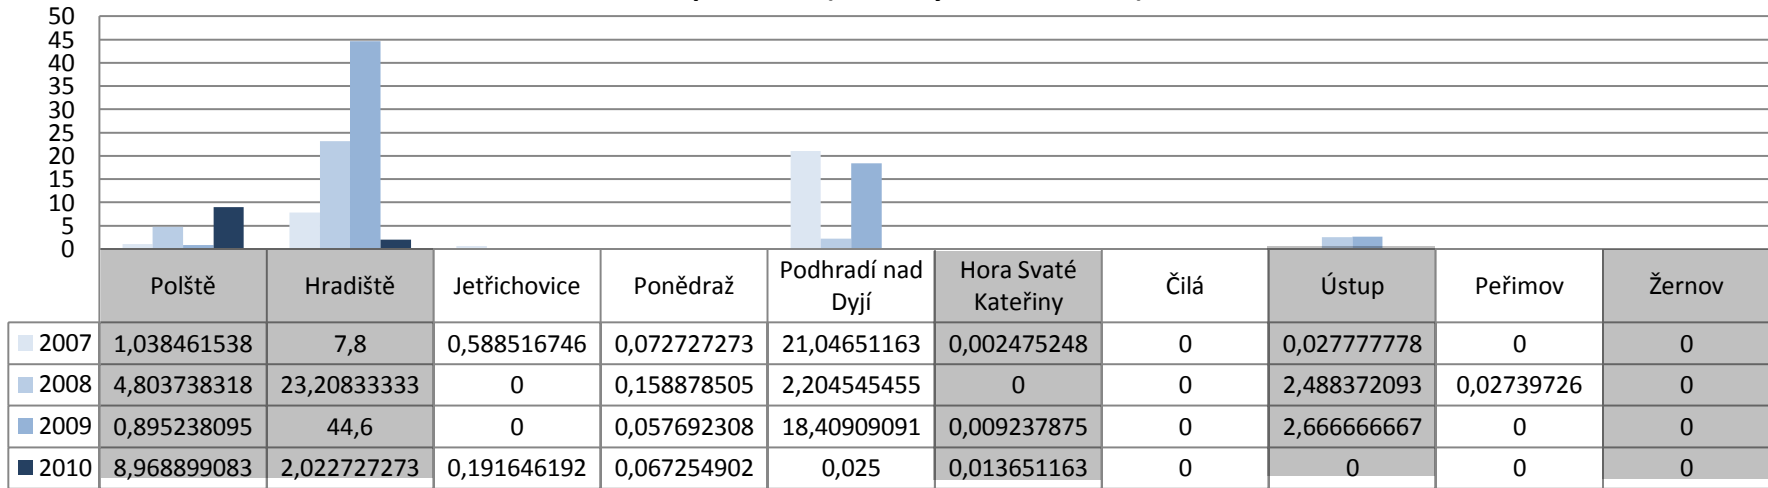 50
45
40
35
30
25
20
15
10
5
0
Polště Hradiště Jetřichovice Ponědraž Podhradí nad Dyjí Hora Svaté Kateřiny Čilá Ústup Peřimov Žernov
2007 1,038461538 7,8 0,588516746 0,072727273 21,04651163 0,002475248 0 0,027777778 0 0
2008 4,803738318 23,20833333 0 0,158878505 2,204545455 0 0 2,488372093 0,02739726 0
2009 0,895238095 44,6 0 0,057692308 18,40909091 0,009237875 0 2,666666667 0 0
2010 8,968899083 2,022727273 0,191646192 0,067254902 0,025 0,013651163 0 0 0 0